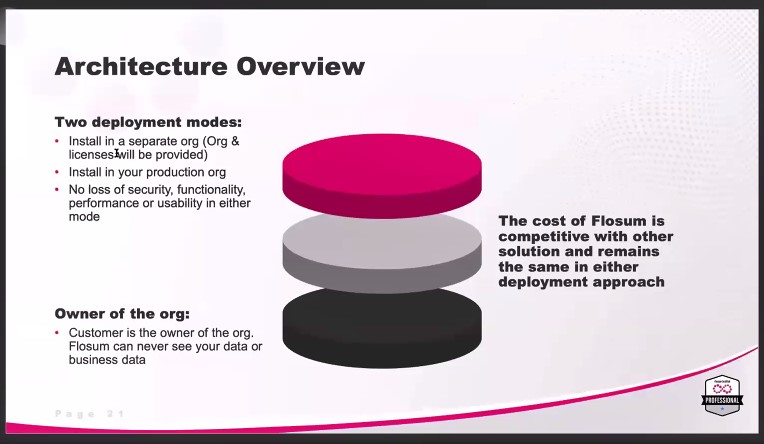 Architecture Overview
Two deployment modes:
• Install in a separate org (Org &
licenses will be provided)
• Install in your production org
• No loss of security, functionality,
performance or usability in either
mode
The cost of Flosum is
competitive with other
solution and remains
the same in either
deployment approach
Owner of the org:
• Customer is the owner of the org.
Flosum can never see your data or
business data
Page 21
PROFESSIONAL